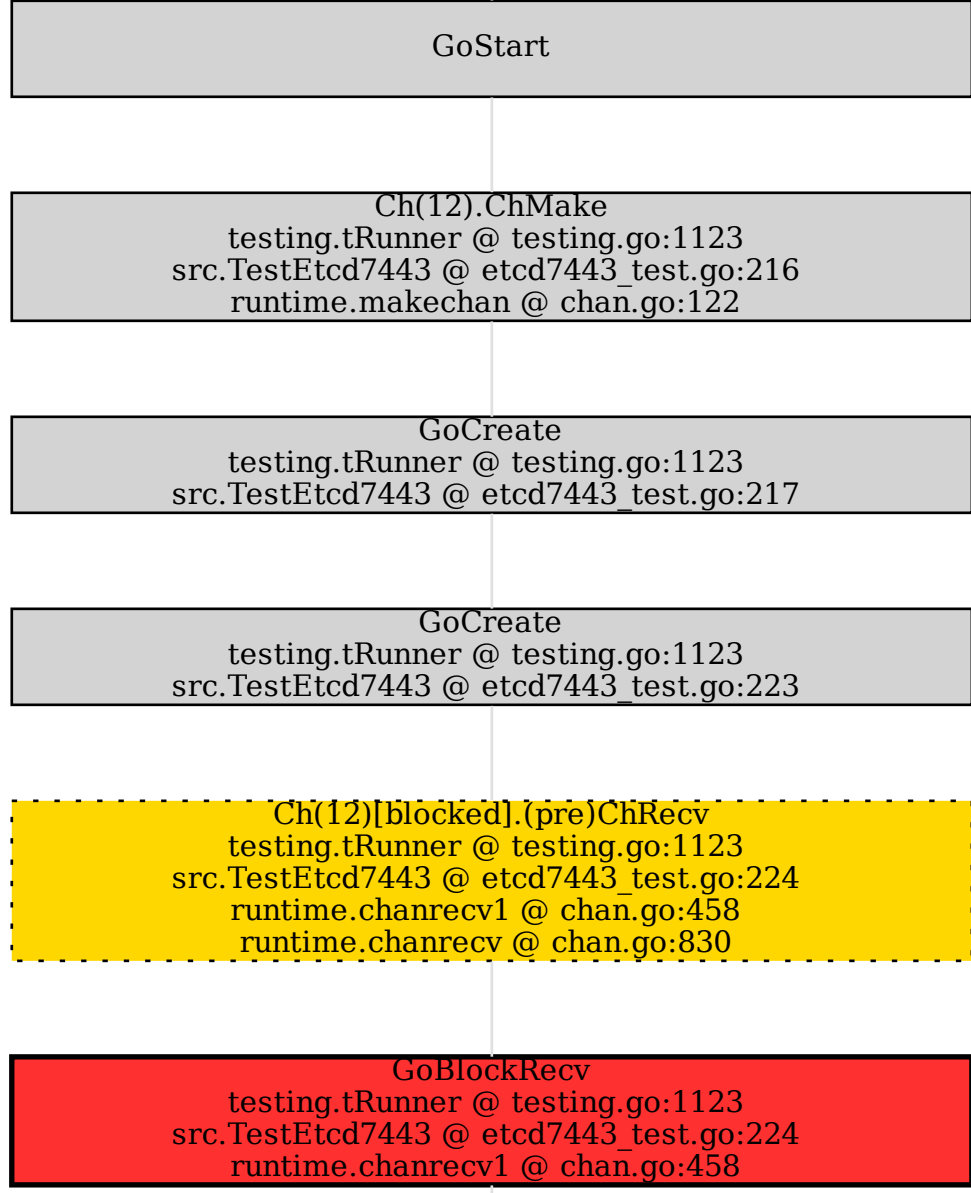 GoStart
Ch(12).ChMake
testing.tRunner @ testing.go:1123
src.TestEtcd7443 @ etcd7443_test.go:216
runtime.makechan @ chan.go:122
GoCreate
testing.tRunner @ testing.go:1123
src.TestEtcd7443 @ etcd7443_test.go:217
GoCreate
testing.tRunner @ testing.go:1123
src.TestEtcd7443 @ etcd7443_test.go:223
Ch(12)[blocked].(pre)ChRecv
testing.tRunner @ testing.go:1123
src.TestEtcd7443 @ etcd7443_test.go:224
runtime.chanrecv1 @ chan.go:458
runtime.chanrecv @ chan.go:830
GoBlockRecv
testing.tRunner @ testing.go:1123
src.TestEtcd7443 @ etcd7443_test.go:224
runtime.chanrecv1 @ chan.go:458